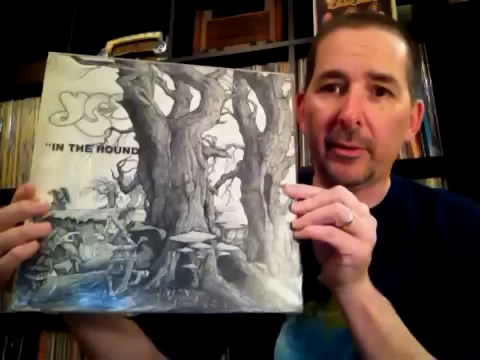 YES
"IN THE ROUND